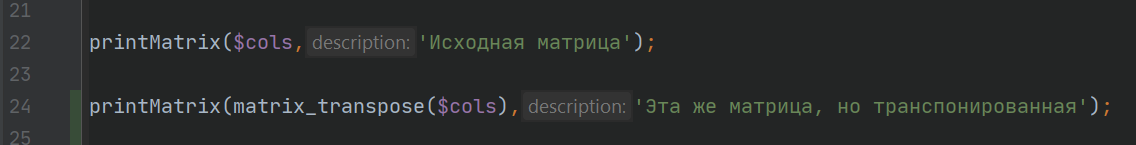 21
22 printMatrix($cols, description: 'Исходная матрица');
23
24 printMatrix(matrix_transpose($cols), description: 'Эта же матрица, но транспонированная');
25